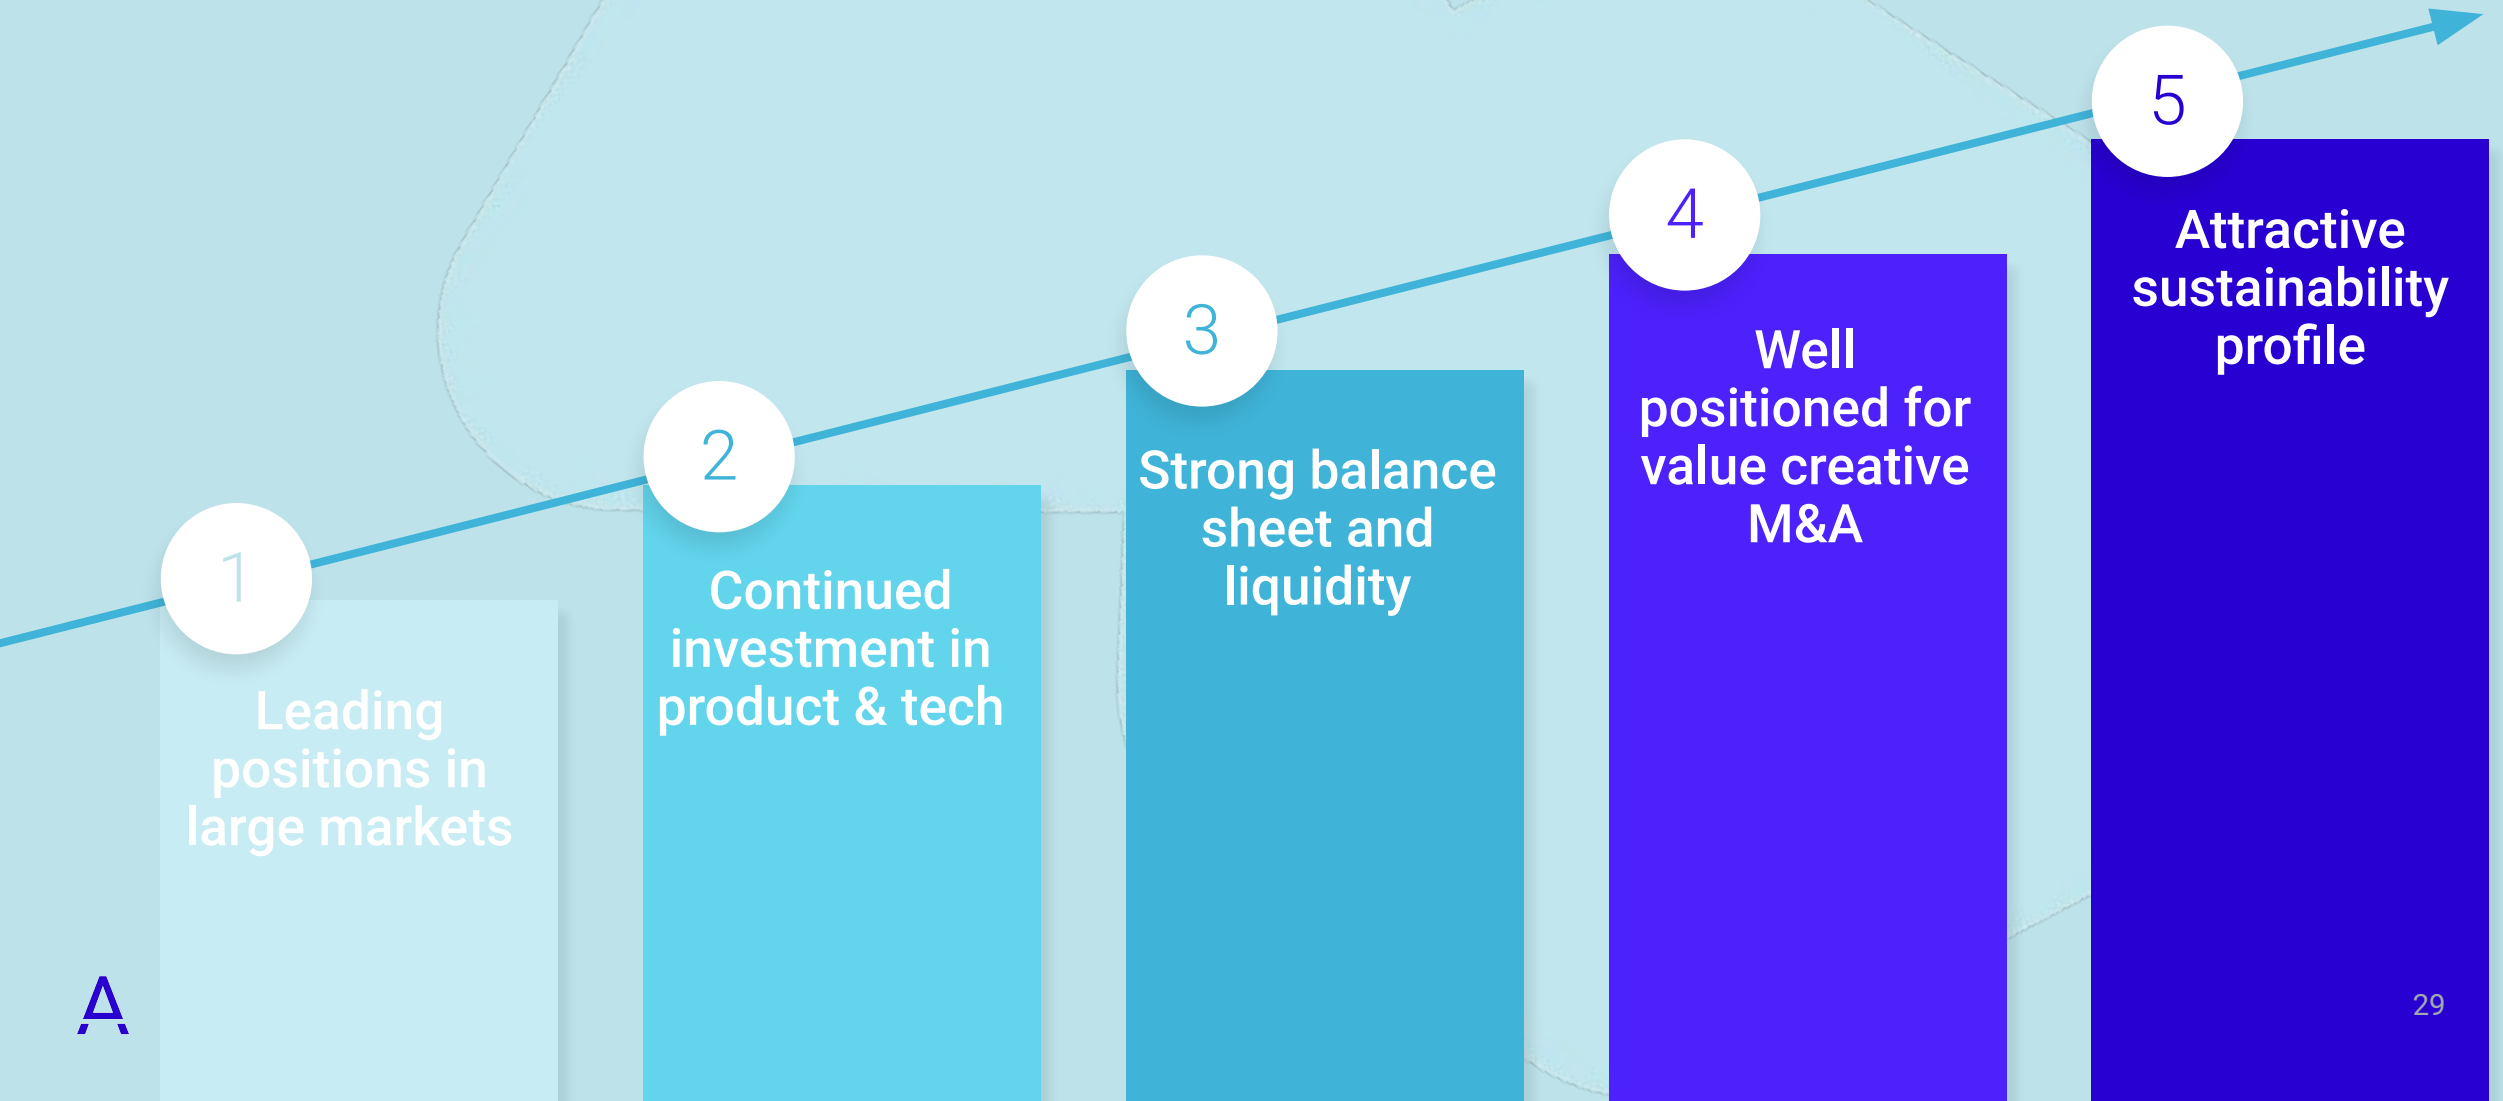 1
Leading
positions in
large markets
2
Continued
investment in
product & tech
3
Strong balance
sheet and
liquidity
4
Well
positioned for
value creative
M&A
5
Attractive
sustainability
profile
A
29